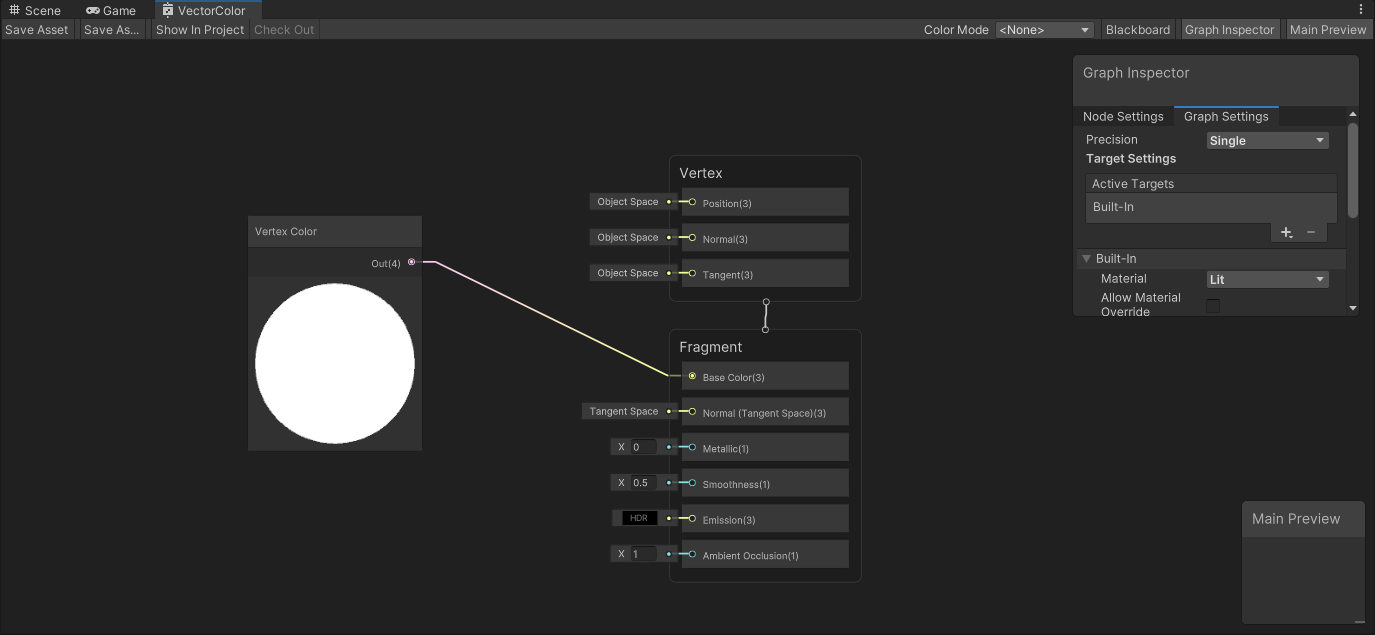 Scene Game VectorColor
Save Asset Save As... Show In Project Check Out Color Mode <None> Blackboard Graph Inspector Main Preview
Graph Inspector
Node Settings Graph Settings
Precision Single
Target Settings
Active Targets
Built-In
Built-In
Material Lit
Allow Material
Override
Vertex
Object Space Position(3)
Object Space Normal(3)
Object Space Tangent(3)
Vertex Color
Out(4)
Fragment
Base Color(3)
Tangent Space Normal (Tangent Space)(3)
X 0 Metallic(1)
X 0.5 Smoothness(1)
HDR Emission(3)
X 1 Ambient Occlusion(1)
Main Preview